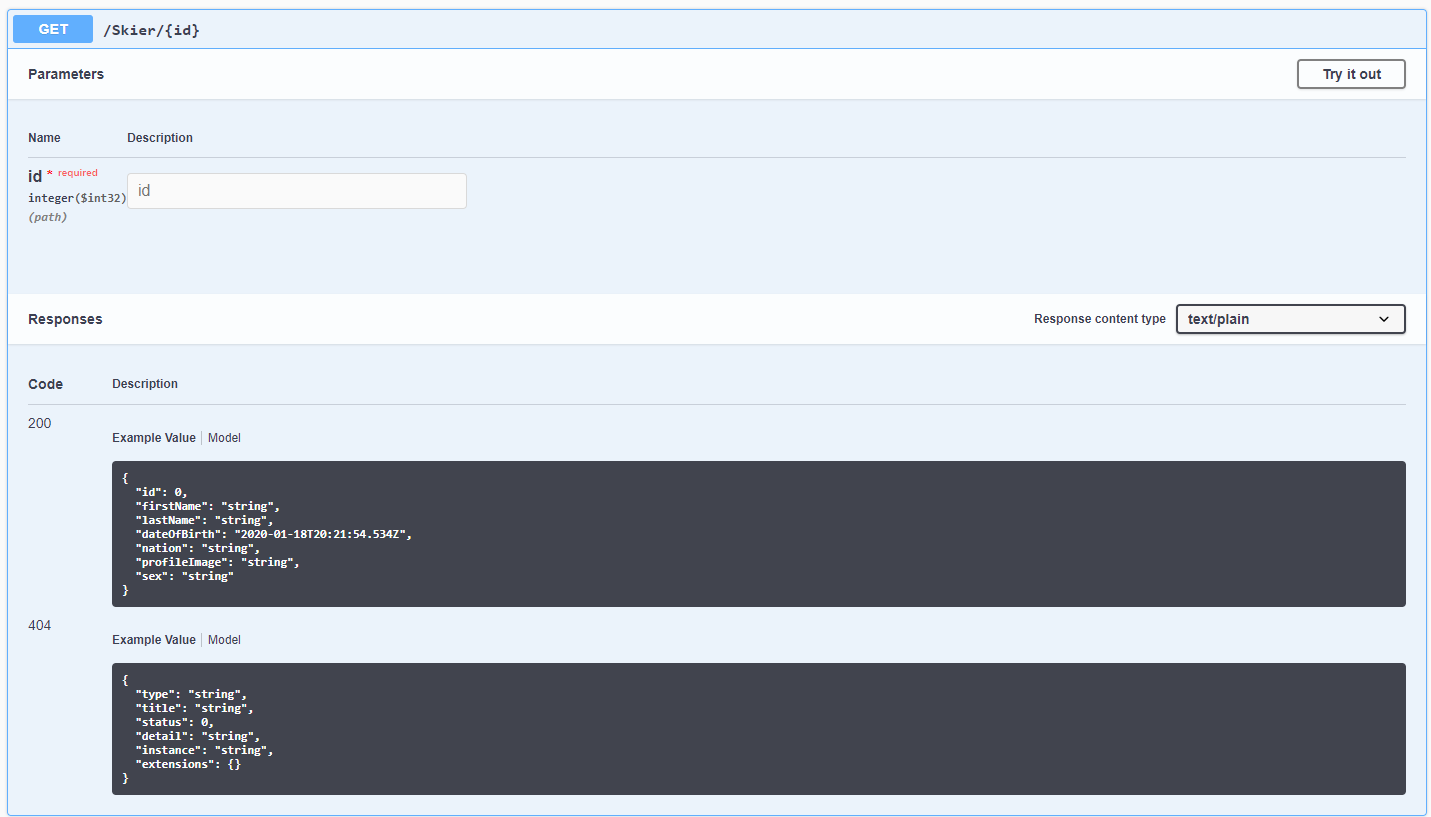 GET /Skier/{id}
Parameters Try it out
Name Description
id * required
id
integer($int32)
(path)
Responses Response content type text/plain
Code Description
200
Example Value Model
{
"id": 0,
"firstName": "string",
"lastName": "string",
"dateOfBirth": "2020-01-18T20:21:54.534Z",
"nation": "string",
"profileImage": "string",
"sex": "string"
}
404
Example Value Model
{
"type": "string",
"title": "string",
"status": 0,
"detail": "string",
"instance": "string",
"extensions": {}
}